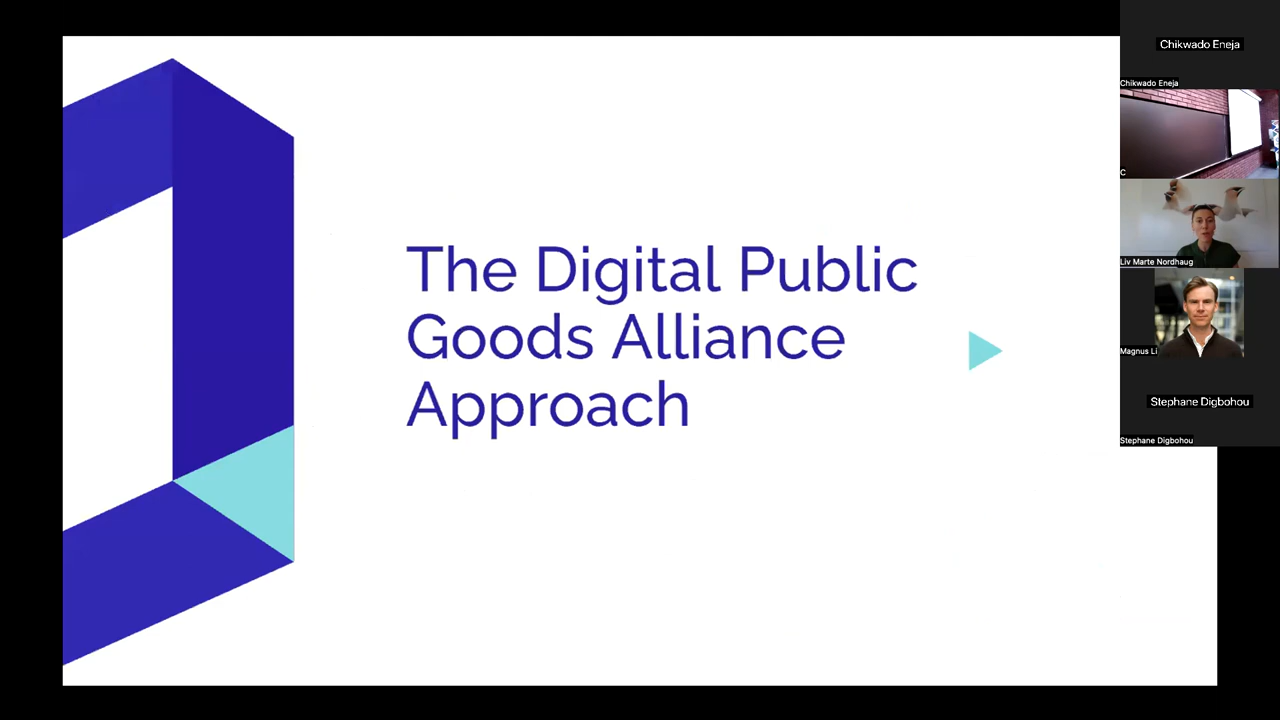 The Digital Public
Goods Alliance
Approach
Chikwado Eneja
Chikwado Eneja
C
Liv Marte Nordhaug
Magnus Li
Stephane Digbohou
Stephane Digbohou